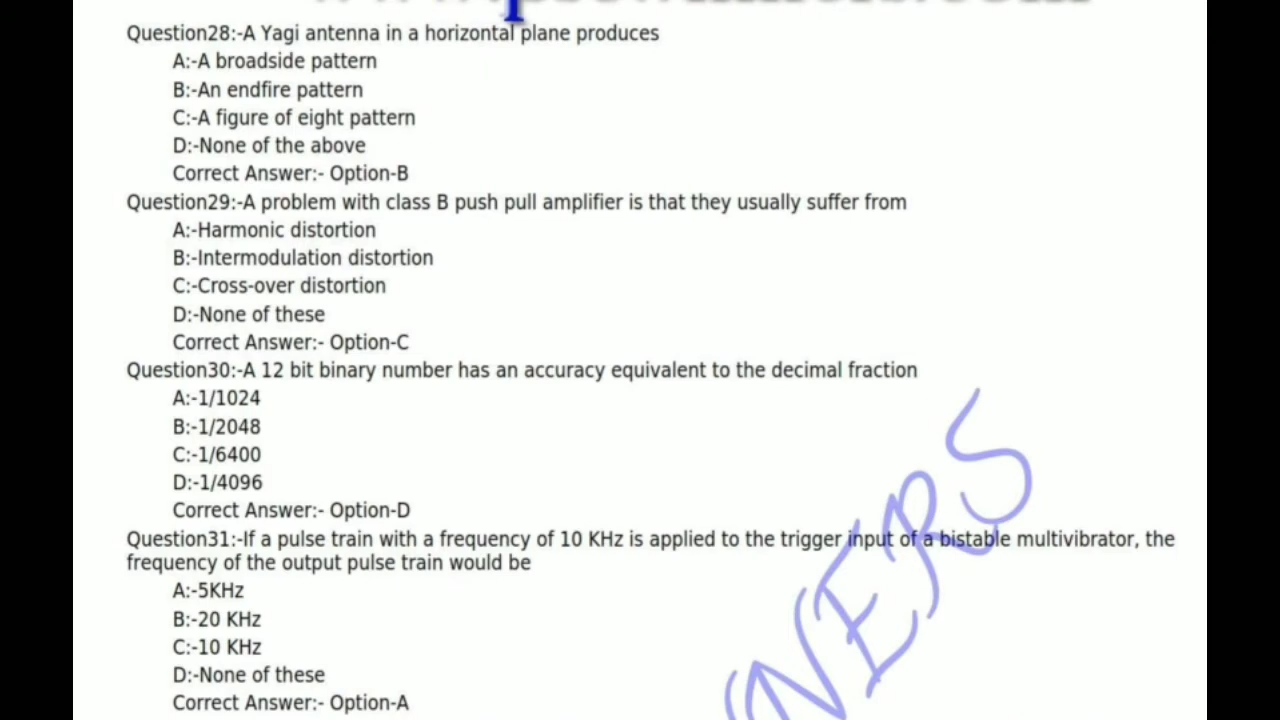 Question28:-A Yagi antenna in a horizontal plane produces
A:-A broadside pattern
B:-An endfire pattern
C:-A figure of eight pattern
D:-None of the above
Correct Answer:- Option-B
Question29:-A problem with class B push pull amplifier is that they usually suffer from
A:-Harmonic distortion
B:-Intermodulation distortion
C:-Cross-over distortion
D:-None of these
Correct Answer:- Option-C
Question30:-A 12 bit binary number has an accuracy equivalent to the decimal fraction
A:-1/1024
B:-1/2048
C:-1/6400
D:-1/4096
Correct Answer:- Option-D
Question31:-If a pulse train with a frequency of 10 KHz is applied to the trigger input of a bistable multivibrator, the
frequency of the output pulse train would be
A:-5KHz
B:-20 KHz
C:-10 KHz
D:-None of these
Correct Answer:- Option-A